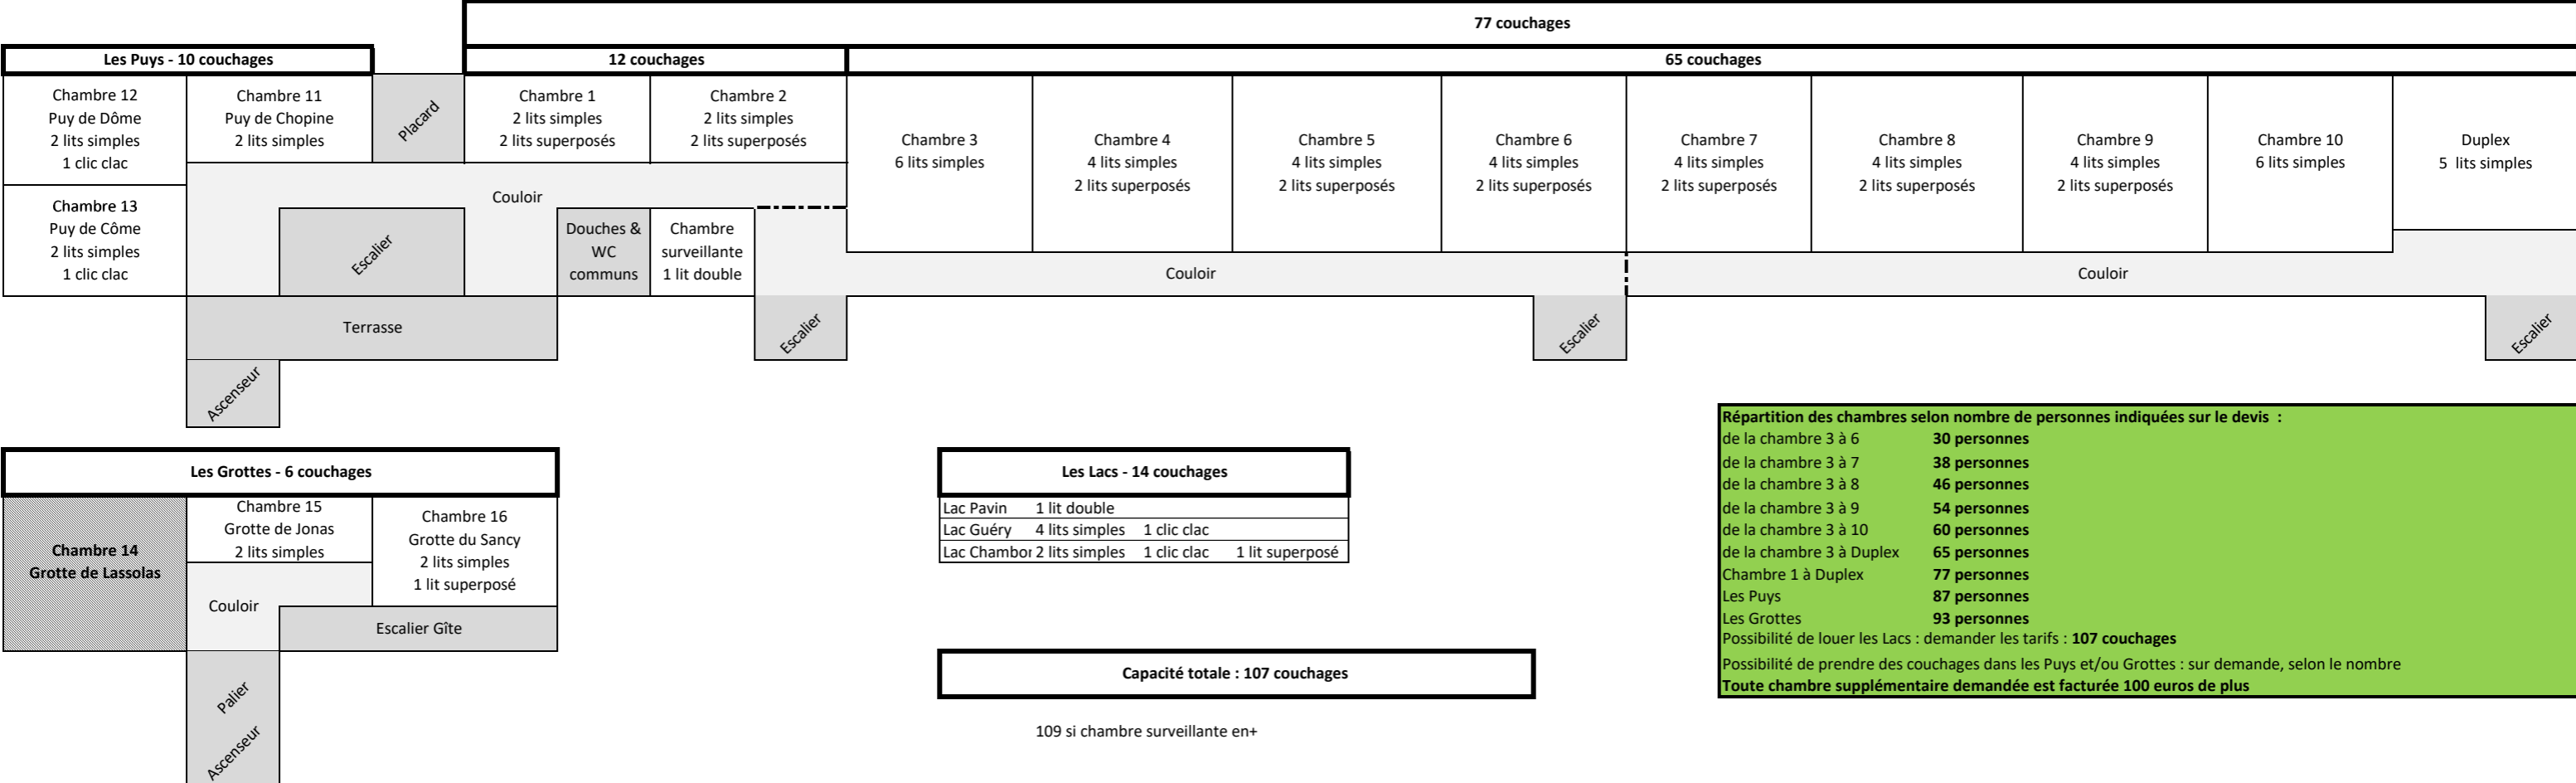 77 couchages
Les Puys - 10 couchages
12 couchages
65 couchages
Chambre 12
Puy de Dôme
2 lits simples
1 clic clac
Chambre 11
Puy de Chopine
2 lits simples
Placard
Chambre 1
2 lits simples
2 lits superposés
Chambre 2
2 lits simples
2 lits superposés
Chambre 3
6 lits simples
Chambre 4
4 lits simples
2 lits superposés
Chambre 5
4 lits simples
2 lits superposés
Chambre 6
4 lits simples
2 lits superposés
Chambre 7
4 lits simples
2 lits superposés
Chambre 8
4 lits simples
2 lits superposés
Chambre 9
4 lits simples
2 lits superposés
Chambre 10
6 lits simples
Duplex
5 lits simples
Chambre 13
Puy de Côme
2 lits simples
1 clic clac
Couloir
Escalier
Douches &
WC
communs
Chambre
surveillante
1 lit double
Couloir
Couloir
Terrasse
Escalier
Escalier
Escalier
Ascenseur
Les Grottes - 6 couchages
Chambre 14
Grotte de Lassolas
Chambre 15
Grotte de Jonas
2 lits simples
Chambre 16
Grotte du Sancy
2 lits simples
1 lit superposé
Couloir
Escalier Gîte
Palier
Ascenseur
Les Lacs - 14 couchages
Lac Pavin 1 lit double
Lac Guéry 4 lits simples 1 clic clac
Lac Chambor 2 lits simples 1 clic clac 1 lit superposé
Capacité totale : 107 couchages
109 si chambre surveillante en+
Répartition des chambres selon nombre de personnes indiquées sur le devis :
de la chambre 3 à 6 30 personnes
de la chambre 3 à 7 38 personnes
de la chambre 3 à 8 46 personnes
de la chambre 3 à 9 54 personnes
de la chambre 3 à 10 60 personnes
de la chambre 3 à Duplex 65 personnes
Chambre 1 à Duplex 77 personnes
Les Puys 87 personnes
Les Grottes 93 personnes
Possibilité de louer les Lacs : demander les tarifs : 107 couchages
Possibilité de prendre des couchages dans les Puys et/ou Grottes : sur demande, selon le nombre
Toute chambre supplémentaire demandée est facturée 100 euros de plus